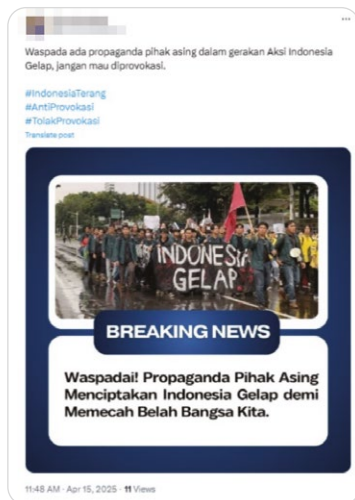 Waspada ada propaganda pihak asing dalam gerakan Aksi Indonesia
Gelap, jangan mau diprovokasi.
#IndonesiaTerang
#AntiProvokasi
#TolakProvokasi
Translate post
INDONESIA
GELAP
BREAKING NEWS
Waspadai! Propaganda Pihak Asing
Menciptakan Indonesia Gelap demi
Memecah Belah Bangsa Kita.
11:48 AM · Apr 15, 2025 · 11 Views